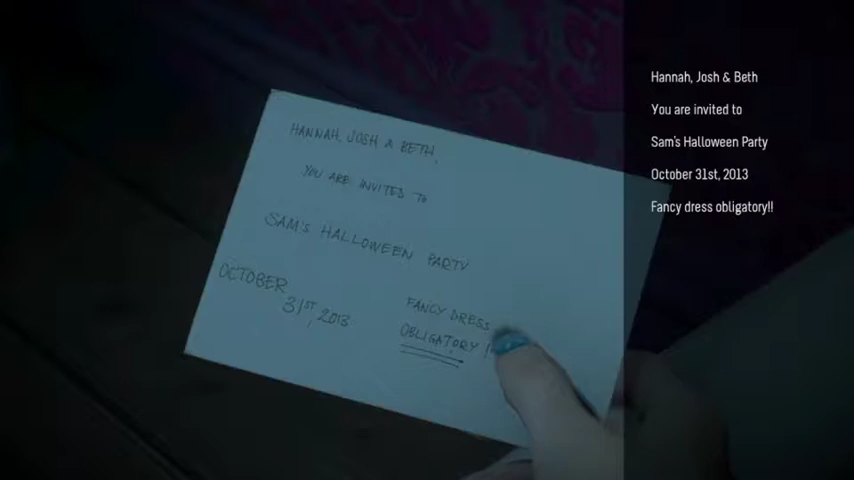 HANNAH, JOSH & BETH,
YOU ARE INVITED TO
SAM'S HALLOWEEN PARTY
OCTOBER
31ST, 2013
FANCY DRESS
OBLIGATORY !
Hannah, Josh & Beth
You are invited to
Sam's Halloween Party
October 31st, 2013
Fancy dress obligatory!!